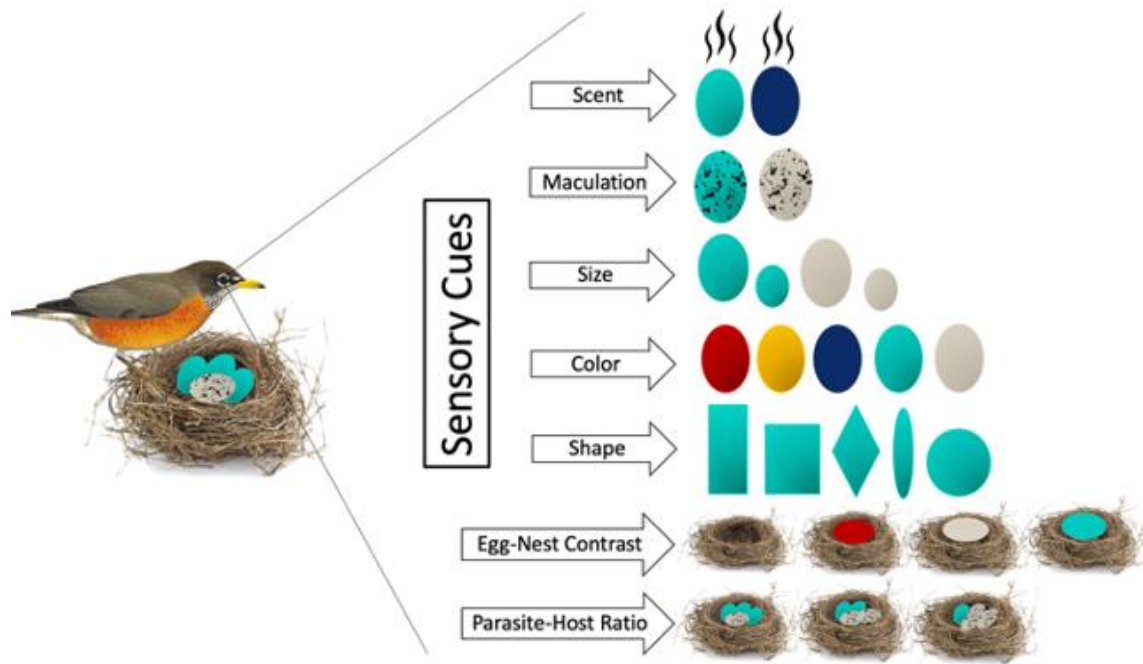 Sensory Cues
Scent
Maculation
Size
Color
Shape
Egg-Nest Contrast
Parasite-Host Ratio